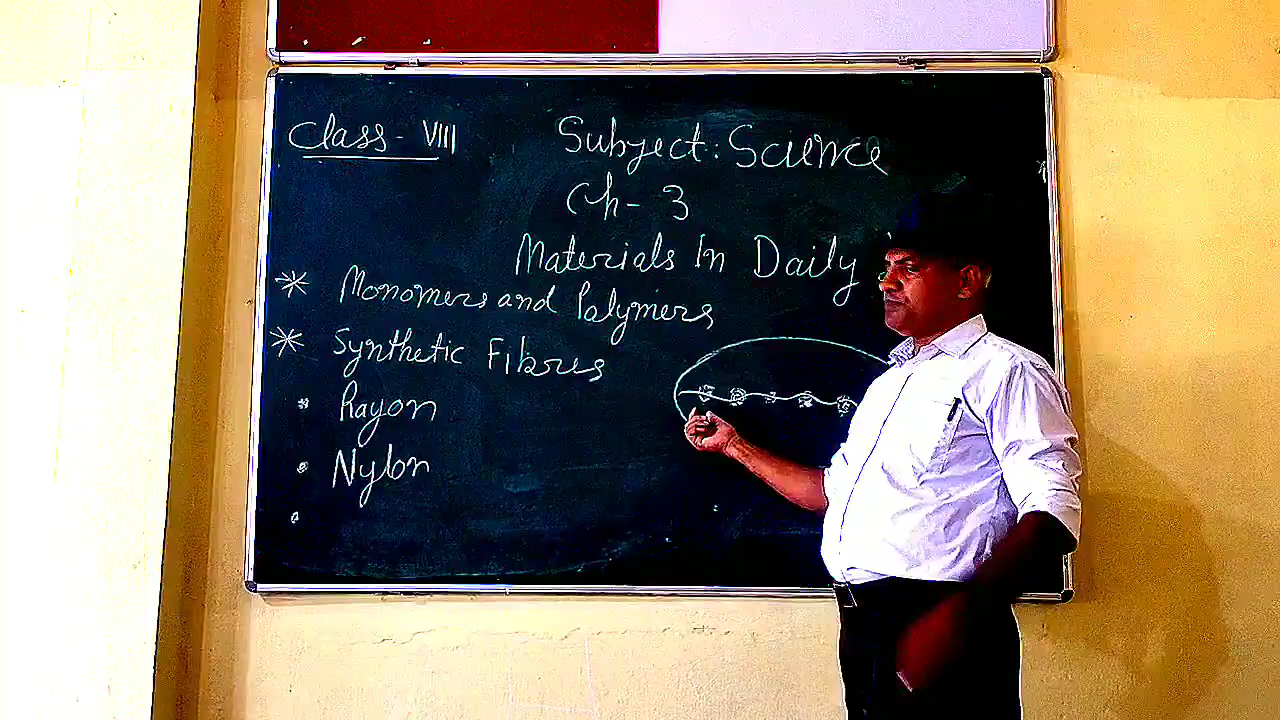 Class - VIII
Subject: Science
Ch- 3
Materials In Daily
* Monomers and Polymers
* Synthetic Fibres
• Rayon
• Nylon
•